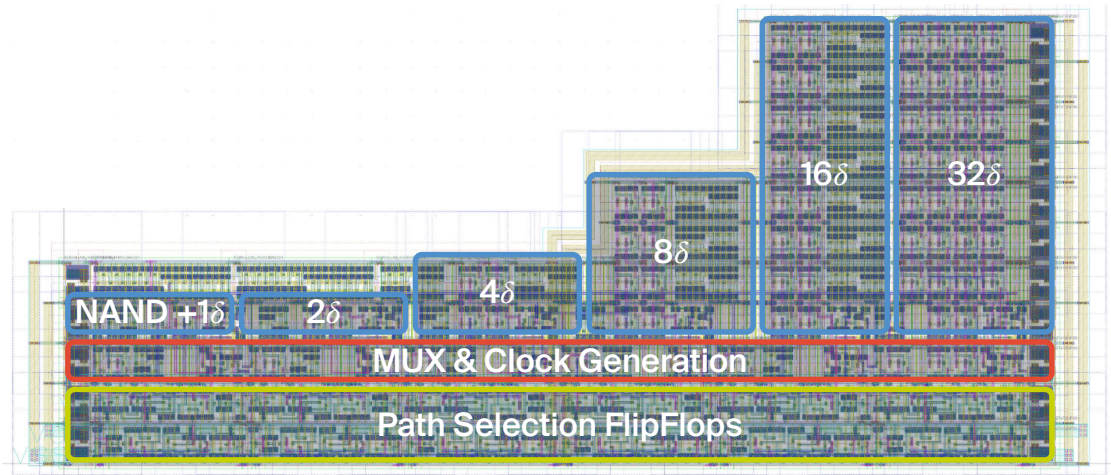 16δ
32δ
8δ
4δ
NAND +1δ
2δ
MUX & Clock Generation
Path Selection FlipFlops